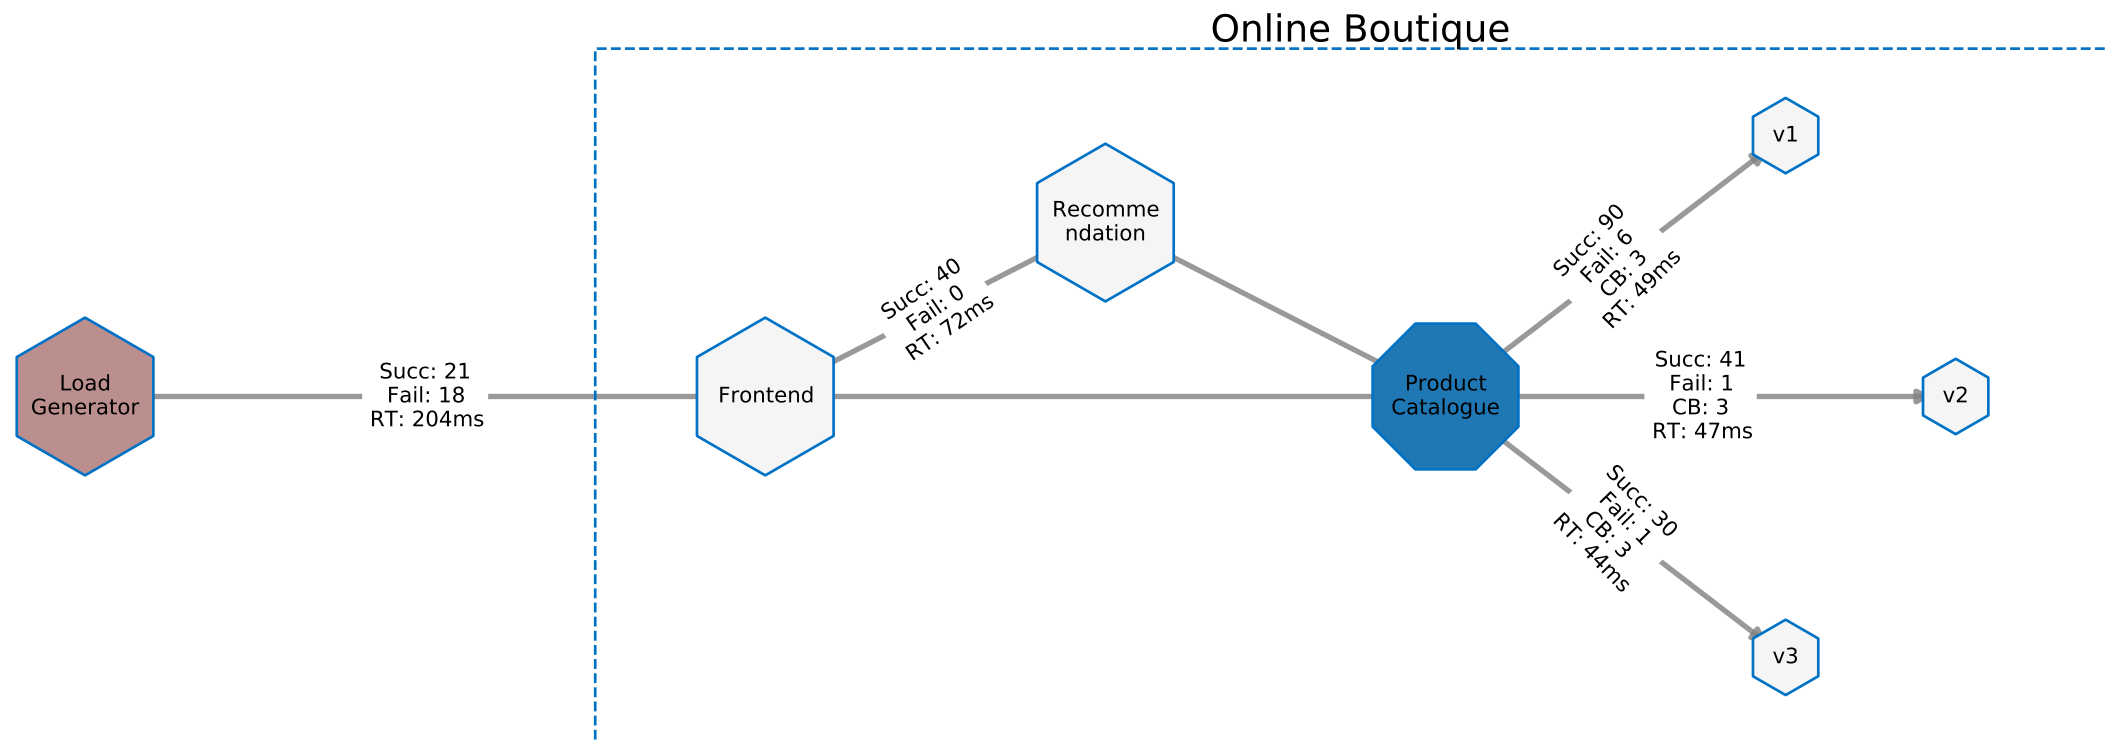 Online Boutique
Load
Generator
Succ: 21
Fail: 18
RT: 204ms
Frontend
Succ: 40
Fail: 0
RT: 72ms
Recomme
ndation
Product
Catalogue
Succ: 90
Fail: 6
CB: 3
RT: 49ms
v1
Succ: 41
Fail: 1
CB: 3
RT: 47ms
v2
Succ: 30
Fail: 1
CB: 3
RT: 44ms
v3